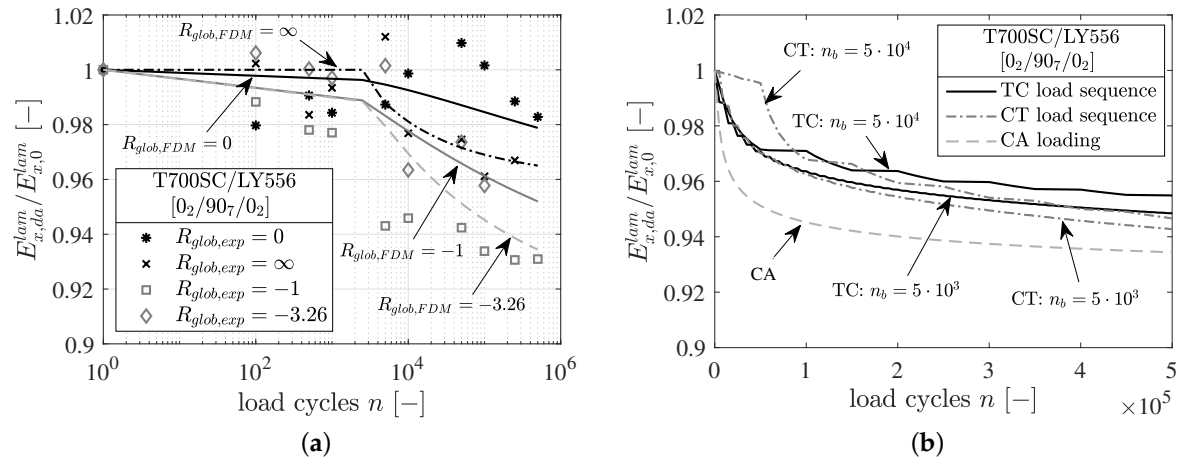 1.02
1
0.98
0.96
0.94
0.92
0.9
E^{lam}_{x,da}/E^{lam}_{x,0} [−]
R_{glob,FDM} = ∞
R_{glob,FDM} = 0
T700SC/LY556
[0_2/90_7/0_2]
R_{glob,exp} = 0
R_{glob,exp} = ∞
R_{glob,exp} = −1
R_{glob,exp} = −3.26
R_{glob,FDM} = −1
R_{glob,FDM} = −3.26
10^0 10^2 10^4 10^6
load cycles n [−]
(a)
1.02
1
0.98
0.96
0.94
0.92
0.9
E^{lam}_{x,da}/E^{lam}_{x,0} [−]
CT: n_b = 5 · 10^4
T700SC/LY556
[0_2/90_7/0_2]
TC load sequence
CT load sequence
CA loading
TC: n_b = 5 · 10^4
CA
TC: n_b = 5 · 10^3
CT: n_b = 5 · 10^3
0 1 2 3 4 5
load cycles n [−]
×10^5
(b)